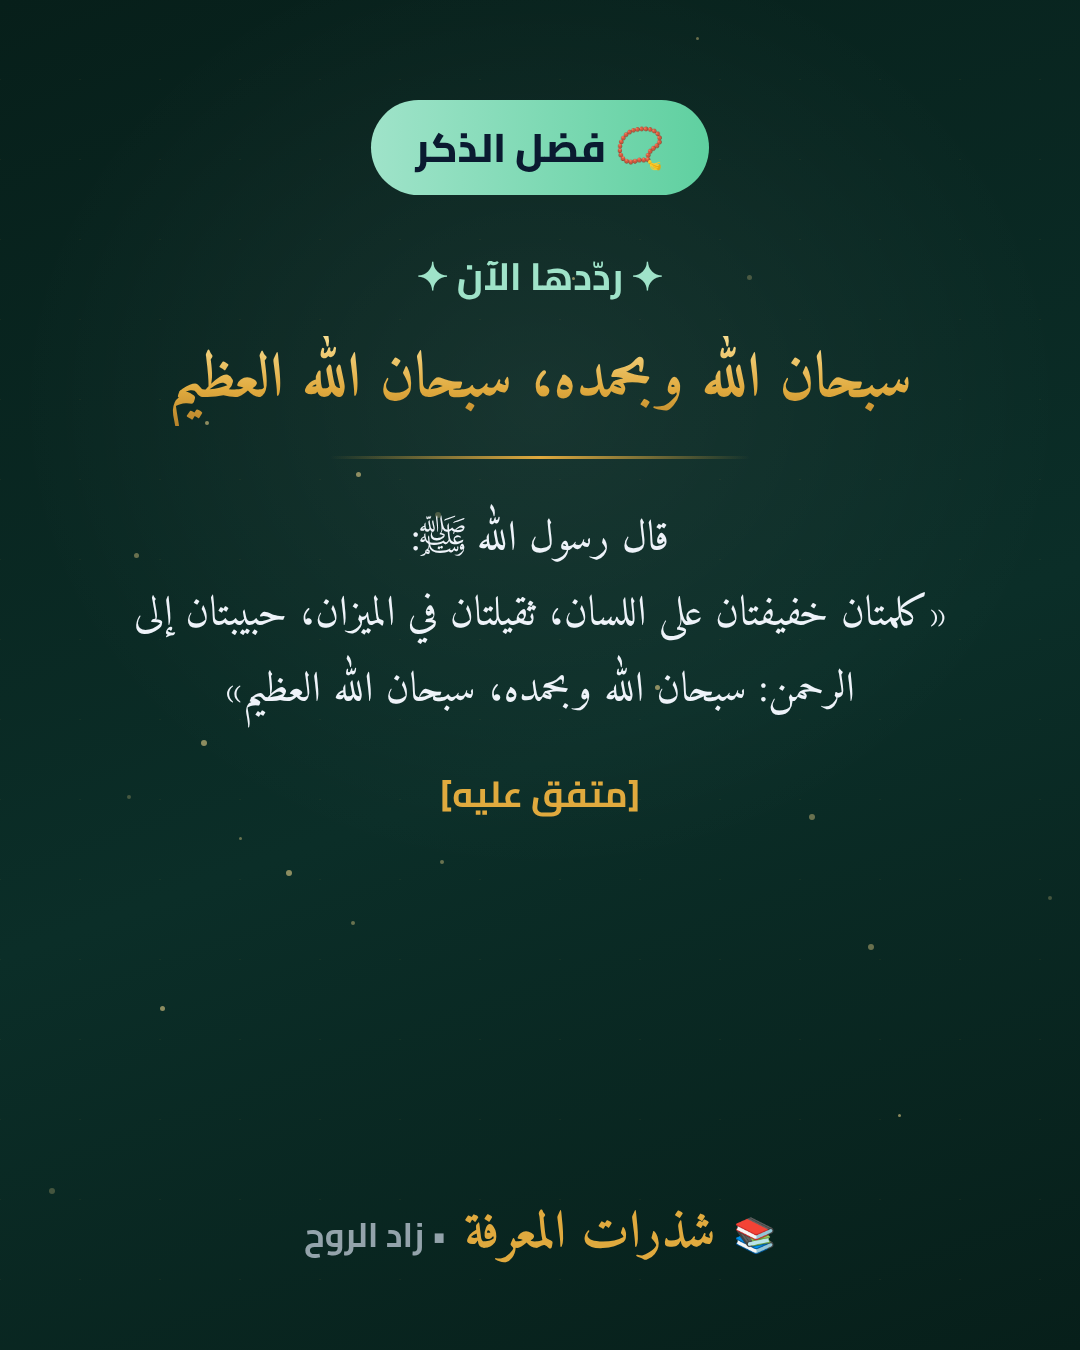 📿 فضل الذكر
✦ ردّدها الآن ✦
سبحان الله وبحمده، سبحان الله العظيم
قال رسول الله ﷺ:
«كلمتان خفيفتان على اللسان، ثقيلتان في الميزان، حبيبتان إلى
الرحمن: سبحان الله وبحمده، سبحان الله العظيم»
[متفق عليه]
📚 شذرات المعرفة ▪ زاد الروح